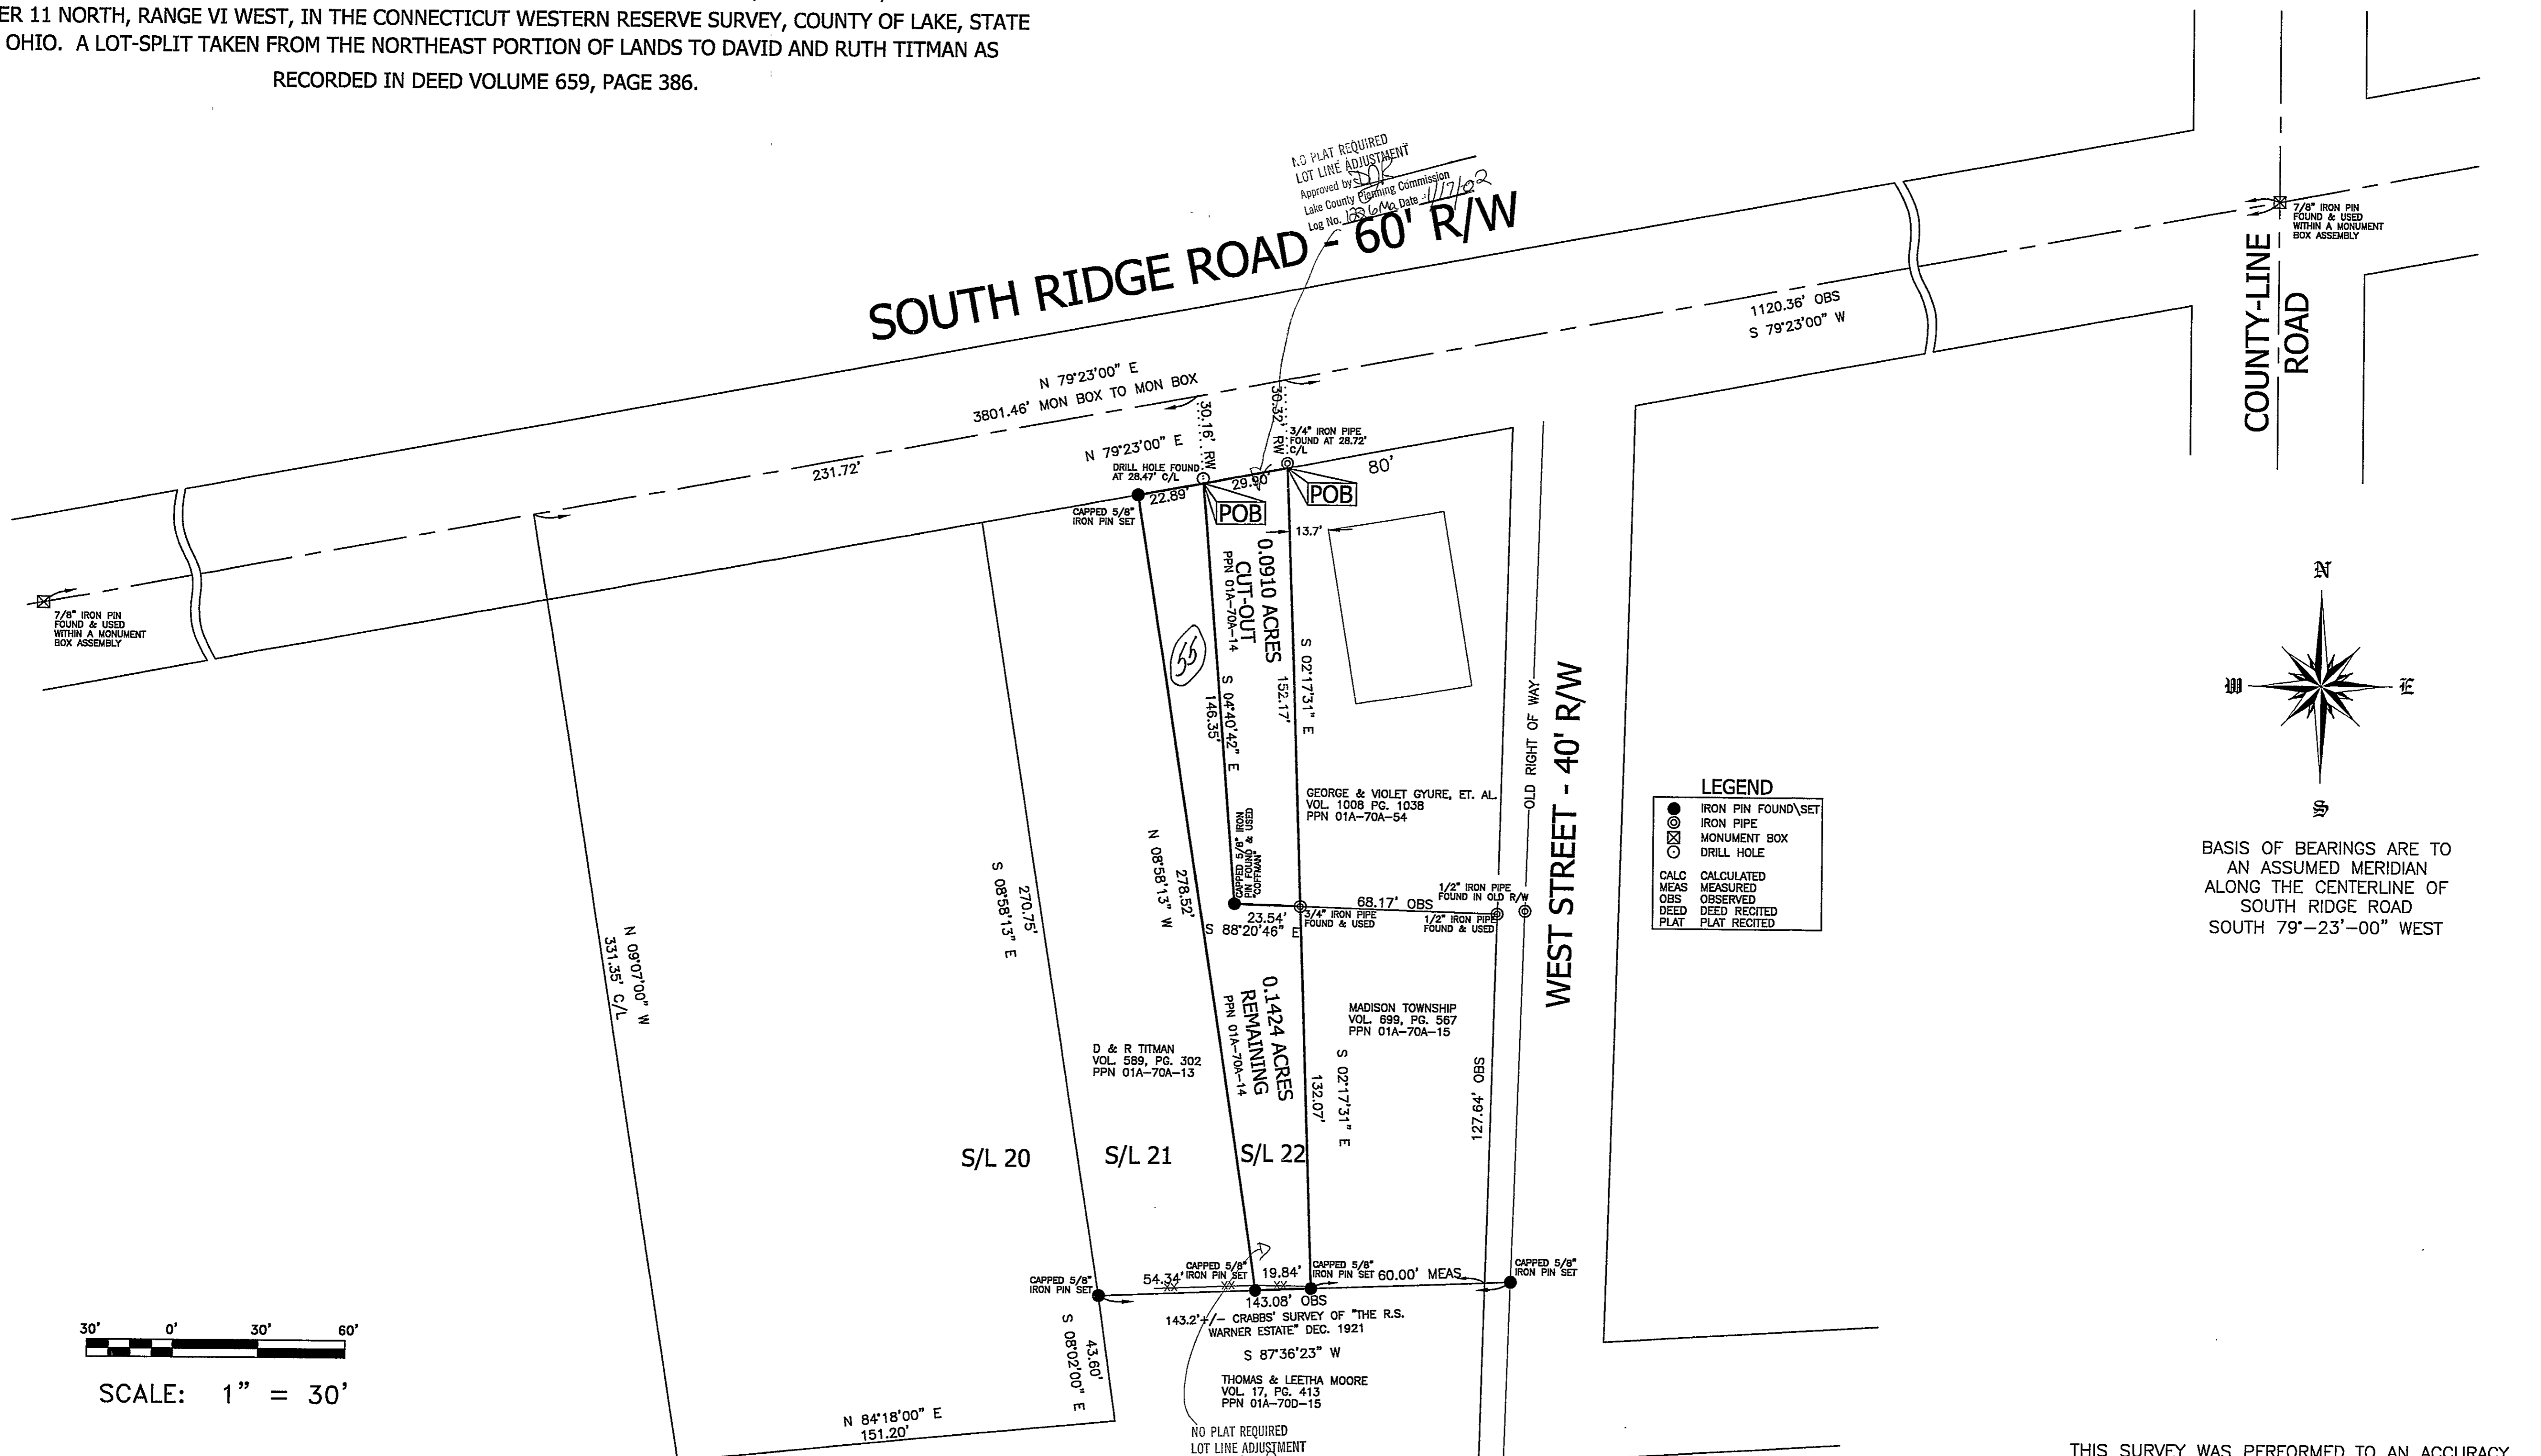 ER 11 NORTH, RANGE VI WEST, IN THE CONNECTICUT WESTERN RESERVE SURVEY, COUNTY OF LAKE, STATE
OHIO. A LOT-SPLIT TAKEN FROM THE NORTHEAST PORTION OF LANDS TO DAVID AND RUTH TITMAN AS
RECORDED IN DEED VOLUME 659, PAGE 386.
NO PLAT REQUIRED
LOT LINE ADJUSTMENT
Approved by
Lake County Planning Commission
Log No. Date :
SOUTH RIDGE ROAD - 60' R/W
7/8" IRON PIN
FOUND & USED
WITHIN A MONUMENT
BOX ASSEMBLY
COUNTY-LINE
ROAD
1120.36' OBS
S 79°23'00" W
N 79°23'00" E
3801.46' MON BOX TO MON BOX
231.72'
N 79°23'00" E
DRILL HOLE FOUND
AT 28.47' C/L
30.16' RW
30.32' RW
3/4" IRON PIPE
FOUND AT 28.72'
C/L
22.89'
29.90'
80'
POB
POB
CAPPED 5/8"
IRON PIN SET
13.7'
7/8" IRON PIN
FOUND & USED
WITHIN A MONUMENT
BOX ASSEMBLY
0.0910 ACRES
CUT-OUT
PPN 01A-70A-14
55
S 02°17'31" E
152.17'
S 04°40'42" E
146.35'
OLD RIGHT OF WAY
WEST STREET - 40' R/W
GEORGE & VIOLET GYURE, ET. AL.
VOL. 1008 PG. 1038
PPN 01A-70A-54
CAPPED 5/8" IRON
PIN FOUND & USED
"COFFMAN"
N 08°58'13" W
278.52'
S 08°58'13" E
270.75'
N 09°07'00" W
331.35' C/L
1/2" IRON PIPE
FOUND IN OLD R/W
68.17' OBS
23.54'
S 88°20'46" E
3/4" IRON PIPE
FOUND & USED
1/2" IRON PIPE
FOUND & USED
0.1424 ACRES
REMAINING
PPN 01A-70A-14
MADISON TOWNSHIP
VOL. 699, PG. 567
PPN 01A-70A-15
D & R TITMAN
VOL. 589, PG. 302
PPN 01A-70A-13
S 02°17'31" E
132.07'
127.64' OBS
S/L 20
S/L 21
S/L 22
CAPPED 5/8"
IRON PIN SET
54.34'
CAPPED 5/8"
IRON PIN SET
19.84'
CAPPED 5/8"
IRON PIN SET
60.00' MEAS
CAPPED 5/8"
IRON PIN SET
143.08' OBS
143.2'+/- CRABBS' SURVEY OF "THE R.S.
WARNER ESTATE" DEC. 1921
S 87°36'23" W
S 08°02'00" E
43.60'
THOMAS & LEETHA MOORE
VOL. 17, PG. 413
PPN 01A-70D-15
N 84°18'00" E
151.20'
NO PLAT REQUIRED
LOT LINE ADJUSTMENT
LEGEND
IRON PIN FOUND\SET
IRON PIPE
MONUMENT BOX
DRILL HOLE
CALC CALCULATED
MEAS MEASURED
OBS OBSERVED
DEED DEED RECITED
PLAT PLAT RECITED
N
W
E
S
BASIS OF BEARINGS ARE TO
AN ASSUMED MERIDIAN
ALONG THE CENTERLINE OF
SOUTH RIDGE ROAD
SOUTH 79°-23'-00" WEST
30' 0' 30' 60'
SCALE: 1" = 30'
THIS SURVEY WAS PERFORMED TO AN ACCURACY